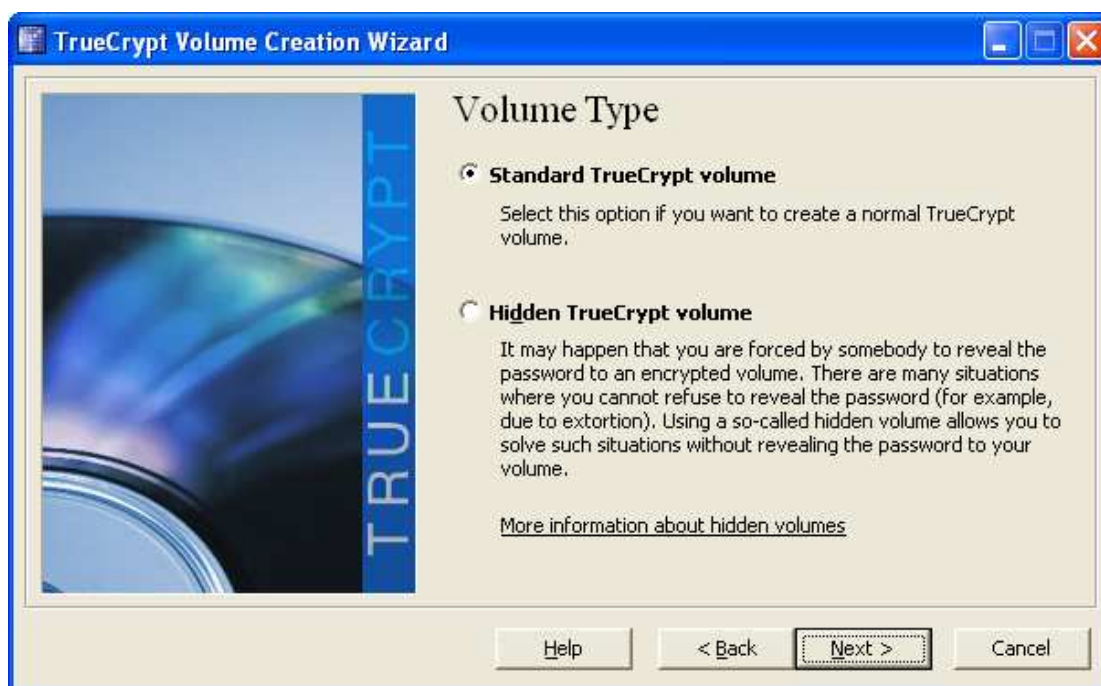 TrueCrypt Volume Creation Wizard
TRUECRYPT
Volume Type
Standard TrueCrypt volume
Select this option if you want to create a normal TrueCrypt
volume.
Hidden TrueCrypt volume
It may happen that you are forced by somebody to reveal the
password to an encrypted volume. There are many situations
where you cannot refuse to reveal the password (for example,
due to extortion). Using a so-called hidden volume allows you to
solve such situations without revealing the password to your
volume.
More information about hidden volumes
Help
< Back
Next >
Cancel